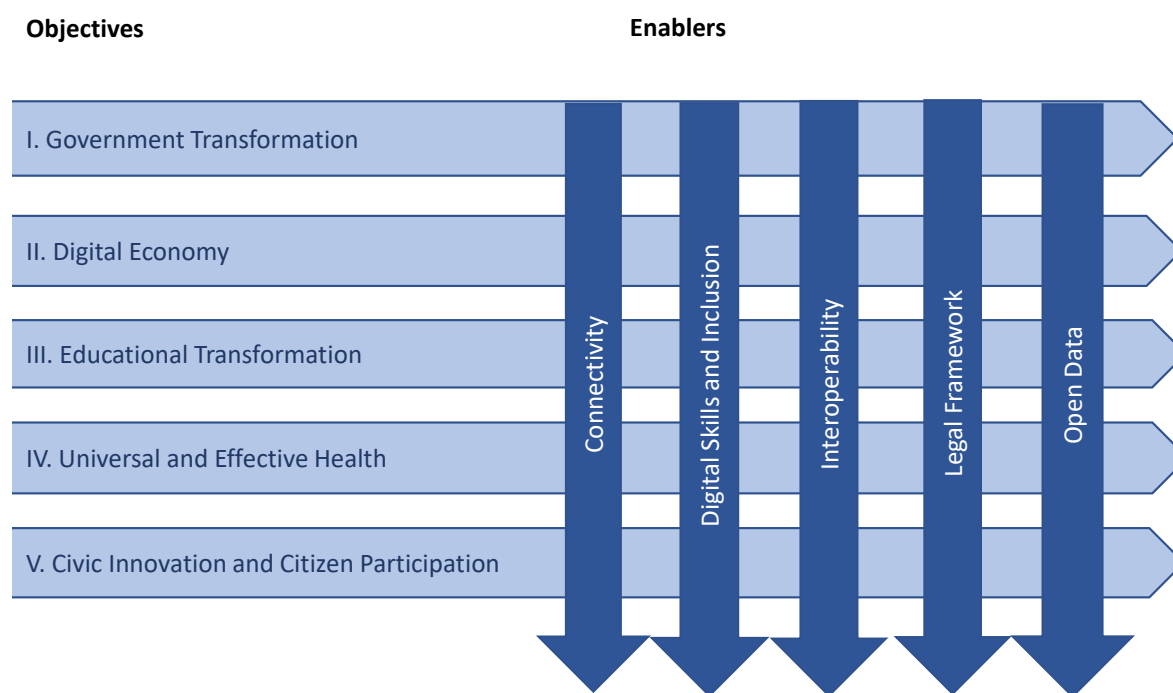 Objectives
Enablers
I. Government Transformation
II. Digital Economy
III. Educational Transformation
IV. Universal and Effective Health
V. Civic Innovation and Citizen Participation
Connectivity
Digital Skills and Inclusion
Interoperability
Legal Framework
Open Data